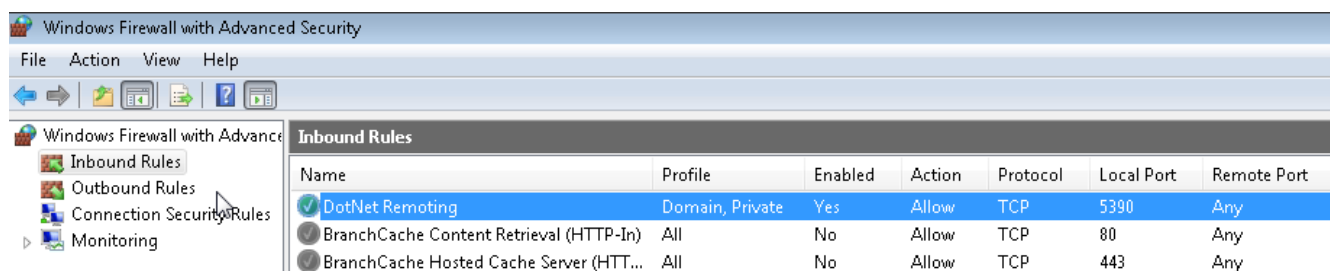 Windows Firewall with Advanced Security
File Action View Help
Windows Firewall with Advance
Inbound Rules
Outbound Rules
Connection Security Rules
Monitoring
Inbound Rules
Name Profile Enabled Action Protocol Local Port Remote Port
DotNet Remoting Domain, Private Yes Allow TCP 5390 Any
BranchCache Content Retrieval (HTTP-In) All No Allow TCP 80 Any
BranchCache Hosted Cache Server (HTT... All No Allow TCP 443 Any